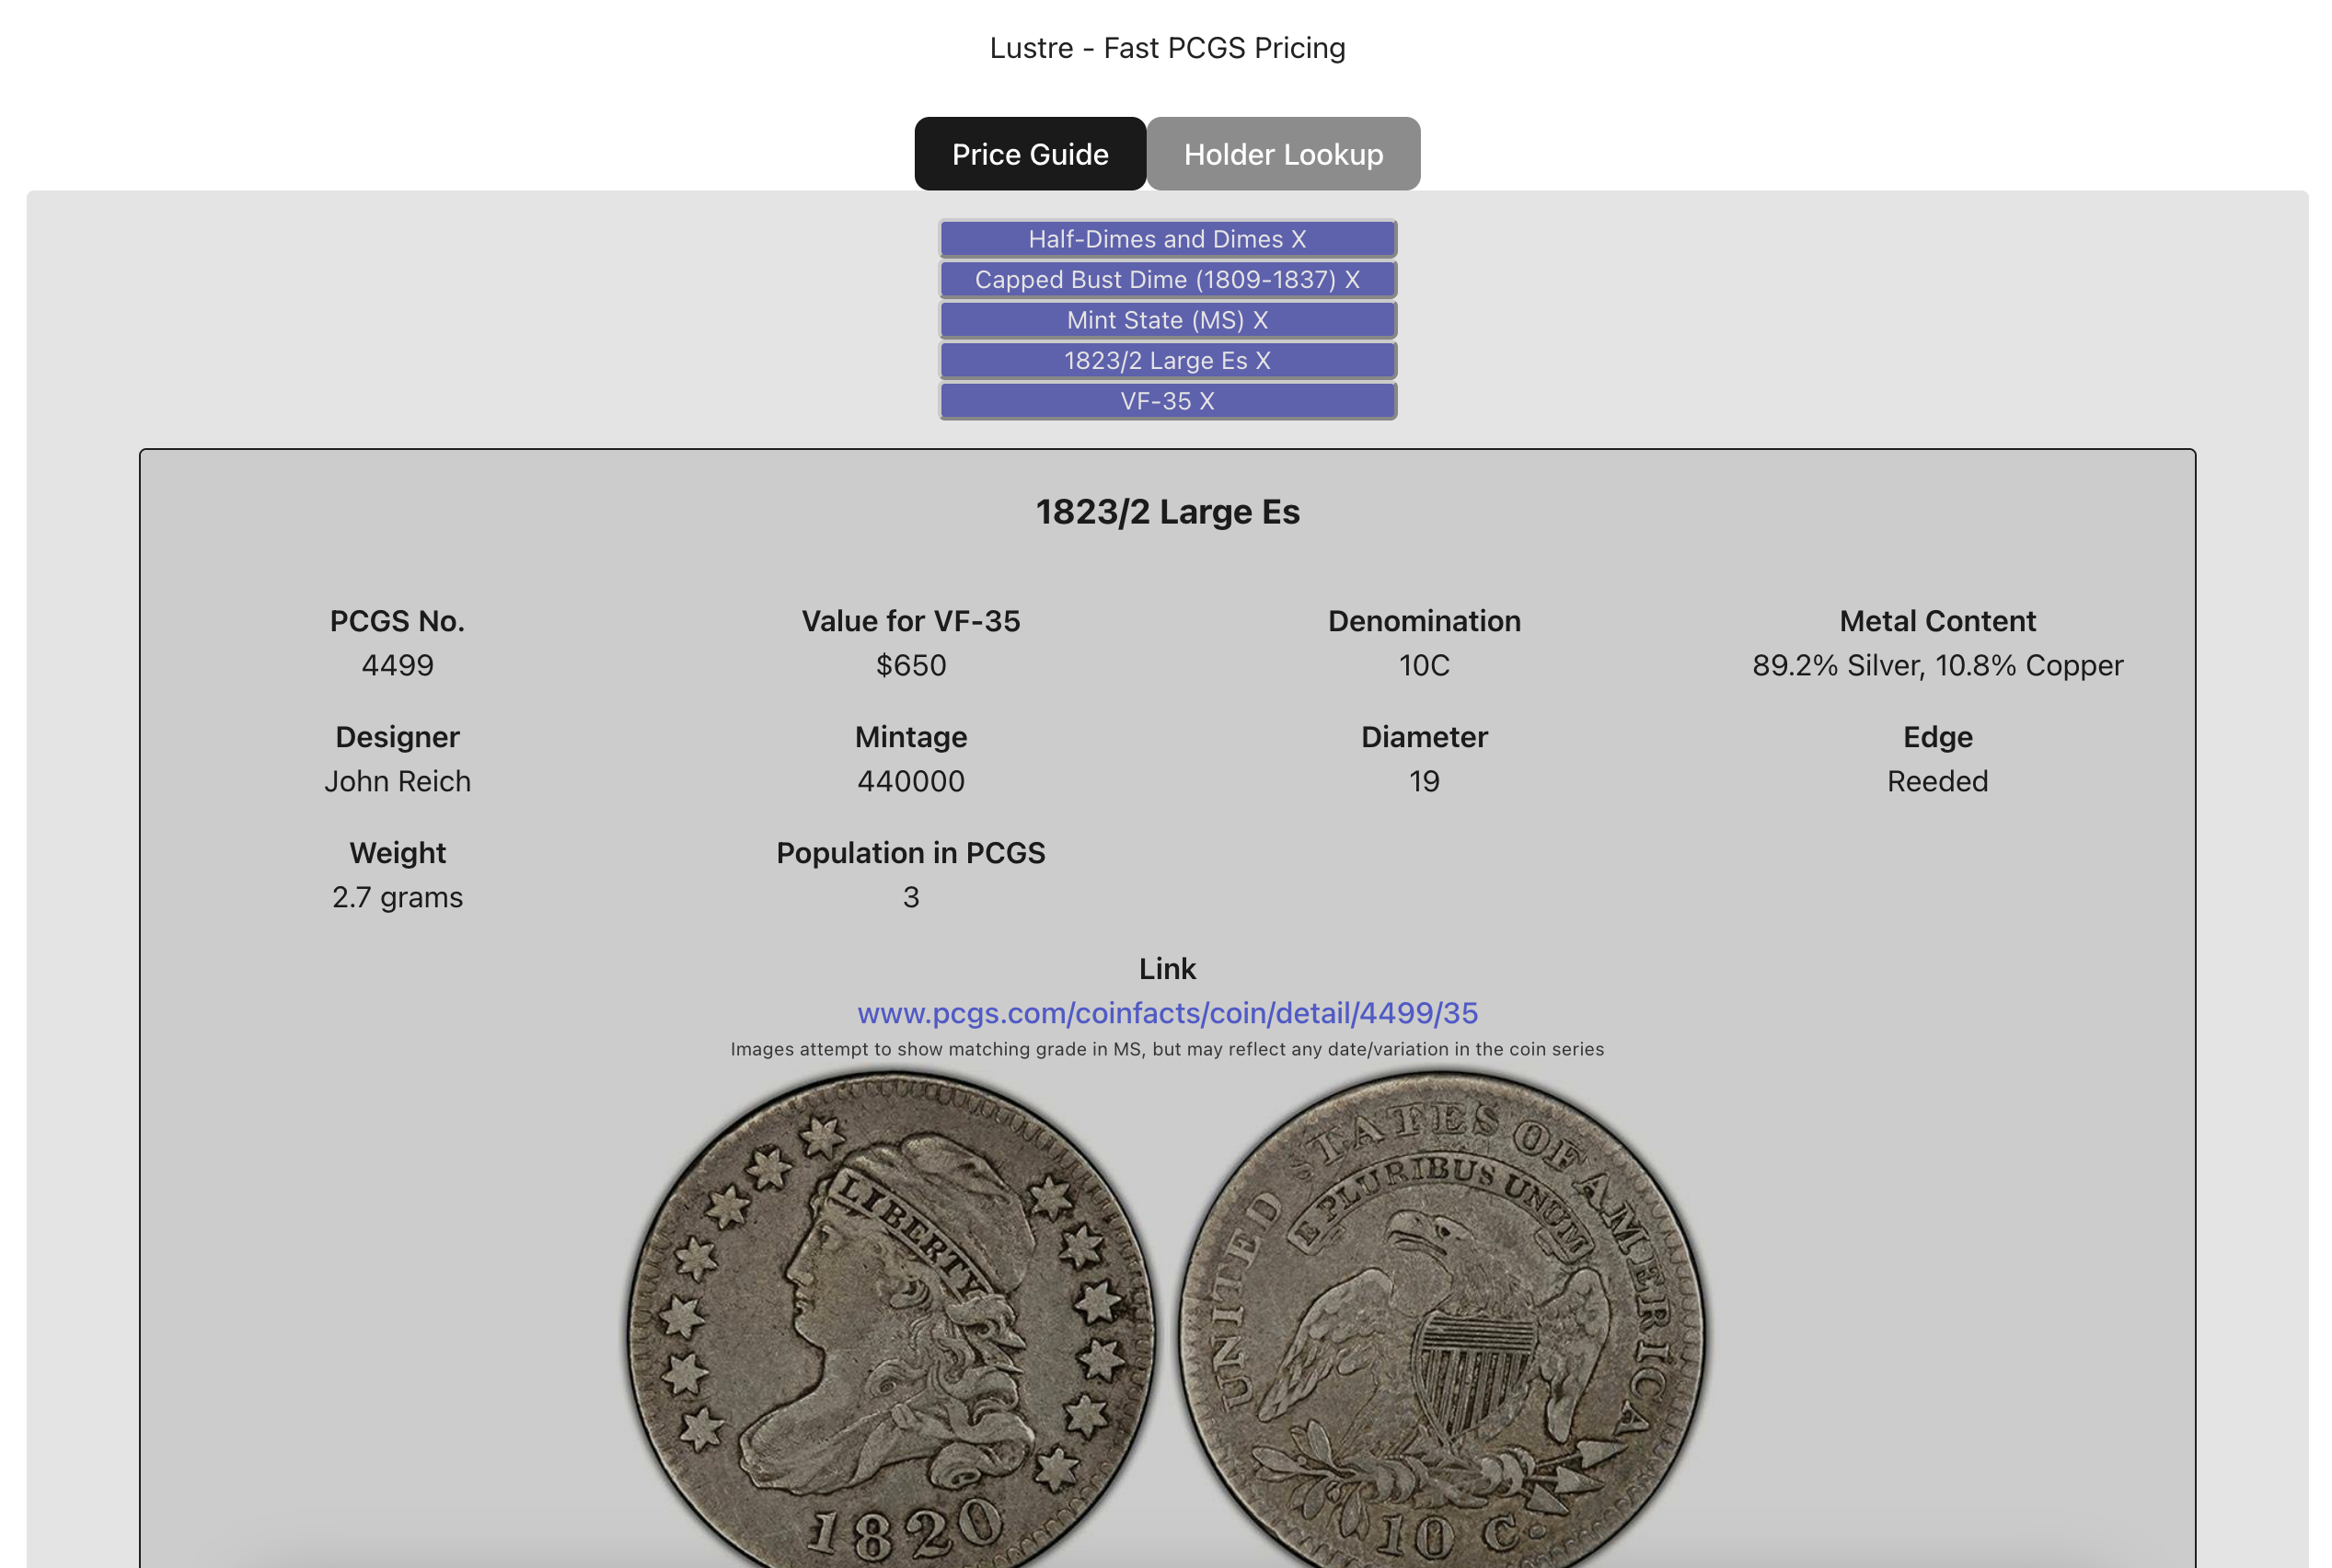 Lustre - Fast PCGS Pricing
Price Guide
Holder Lookup
Half-Dimes and Dimes X
Capped Bust Dime (1809-1837) X
Mint State (MS) X
1823/2 Large Es X
VF-35 X
1823/2 Large Es
PCGS No.
4499
Value for VF-35
$650
Denomination
10C
Metal Content
89.2% Silver, 10.8% Copper
Designer
John Reich
Mintage
440000
Diameter
19
Edge
Reeded
Weight
2.7 grams
Population in PCGS
3
Link
www.pcgs.com/coinfacts/coin/detail/4499/35
Images attempt to show matching grade in MS, but may reflect any date/variation in the coin series
LIBERTY
1820
UNITED STATES OF AMERICA
E PLURIBUS UNUM
10 C.